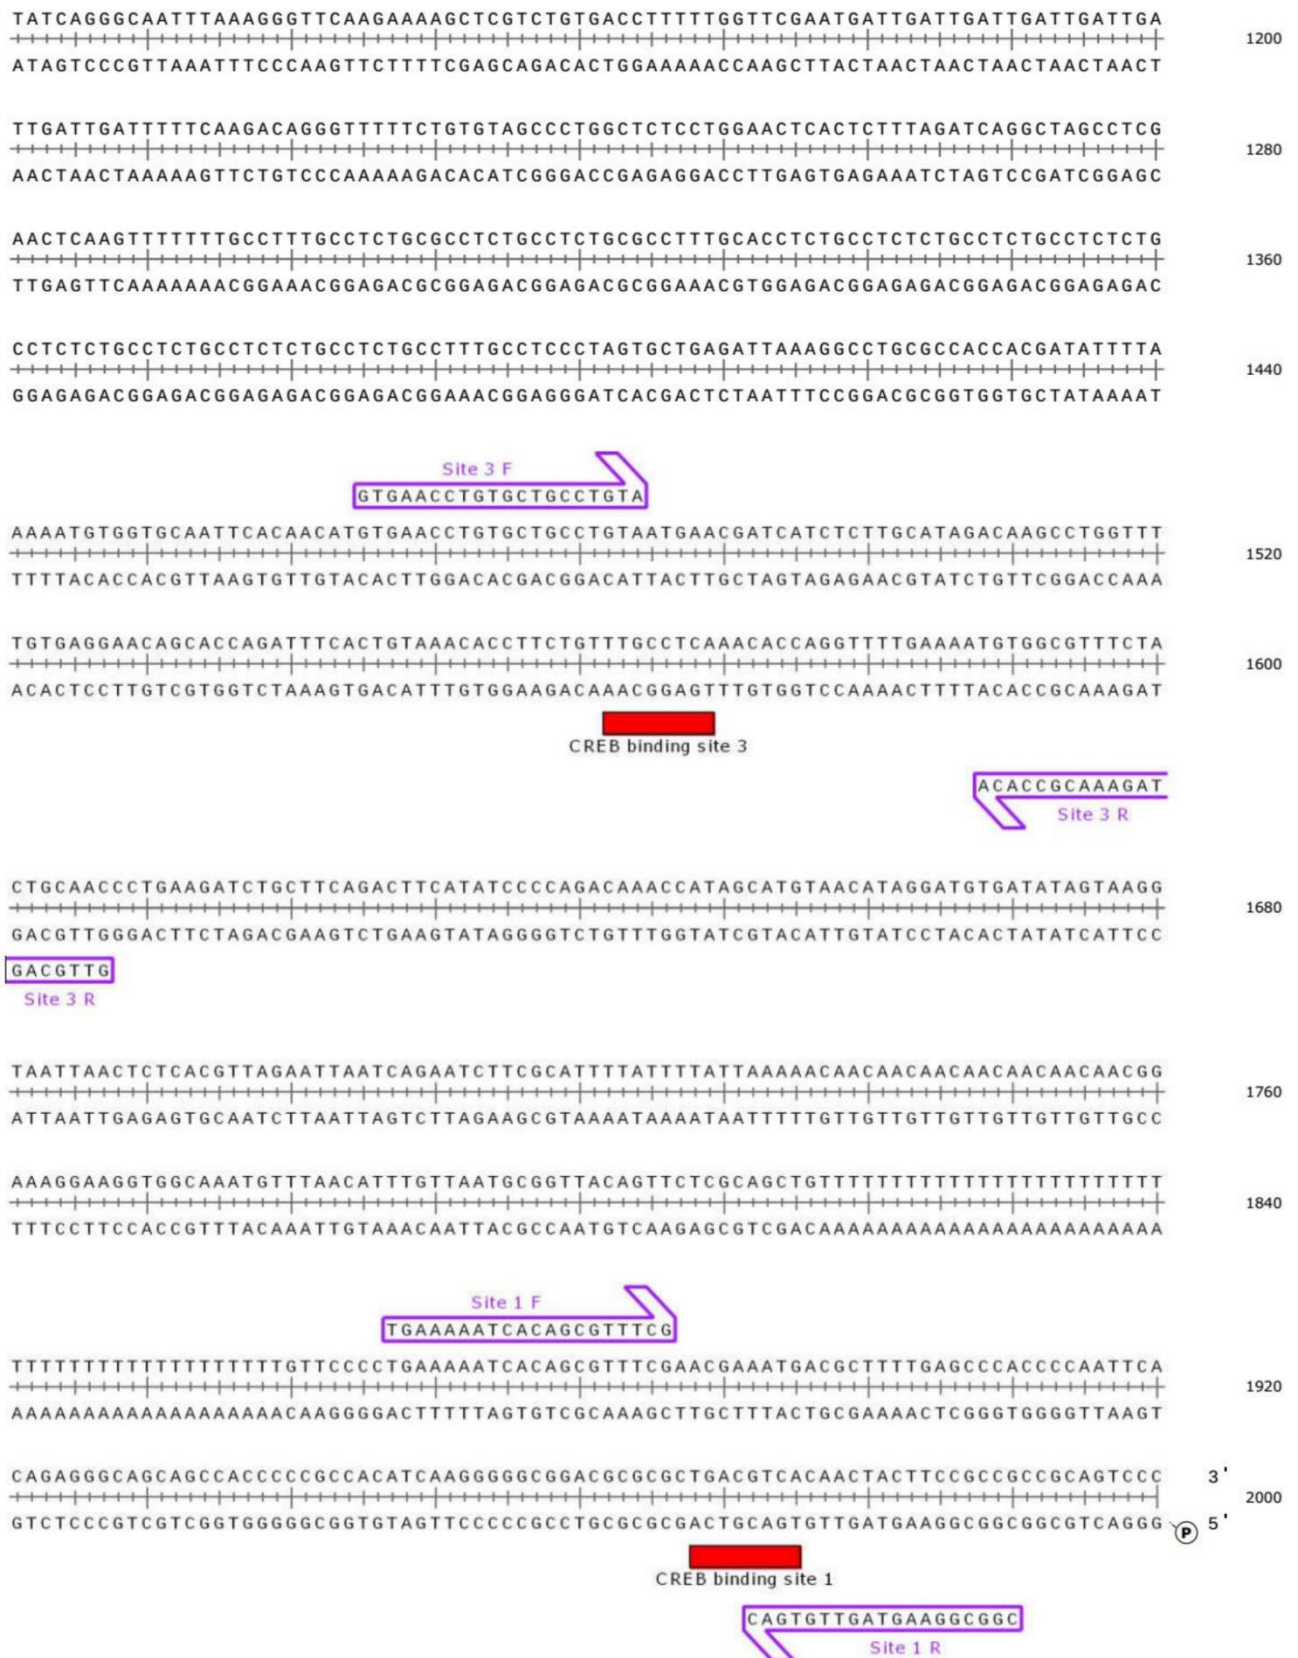 TATCAGGGCAATTTAAAGGGTTCAAGAAAAGCTCGTCTGTGACCTTTTTGGTTCGAATGATTGATTGATTGATTGATTGA
1200
ATAGTCCCGTTAAATTTCCCAAGTTCTTTTCGAGCAGACACTGGAAAAACCAAGCTTACTAACTAACTAACTAACTAACT
TTGATTGATTTTTCAAGACAGGGTTTTTCTGTGTAGCCCTGGCTCTCCTGGAACTCACTCTTTAGATCAGGCTAGCCTCG
1280
AACTAACTAAAAAGTTCTGTCCCAAAAAGACACATCGGGACCGAGAGGACCTTGAGTGAGAAATCTAGTCCGATCGGAGC
AACTCAAGTTTTTTTGCCTTTGCCTCTGCGCCTCTGCCTCTGCGCCTTTGCACCTCTGCCTCTCTGCCTCTGCCTCTCTG
1360
TTGAGTTCAAAAAAACGGAAACGGAGACGCGGAGACGGAGACGCGGAAACGTGGAGACGGAGAGACGGAGACGGAGAGAC
CCTCTCTGCCTCTGCCTCTCTGCCTCTGCCTTTGCCTCCCTAGTGCTGAGATTAAAGGCCTGCGCCACCACGATATTTTA
1440
GGAGAGACGGAGACGGAGAGACGGAGACGGAAACGGAGGGATCACGACTCTAATTTCCGGACGCGGTGGTGCTATAAAAT
Site 3 F
GTGAACCTGTGCTGCCTGTA
AAAATGTGGTGCAATTCACAACATGTGAACCTGTGCTGCCTGTAATGAACGATCATCTCTTGCATAGACAAGCCTGGTTT
1520
TTTTACACCACGTTAAGTGTTGTACACTTGGACACGACGGACATTACTTGCTAGTAGAGAACGTATCTGTTCGGACCAAA
TGTGAGGAACAGCACCAGATTTCACTGTAAACACCTTCTGTTTGCCTCAAACACCAGGTTTTGAAAATGTGGCGTTTCTA
1600
ACACTCCTTGTCGTGGTCTAAAGTGACATTTGTGGAAGACAAACGGAGTTTGTGGTCCAAAACTTTTACACCGCAAAGAT
CREB binding site 3
ACACCGCAAAGAT
Site 3 R
CTGCAACCCTGAAGATCTGCTTCAGACTTCATATCCCCAGACAAACCATAGCATGTAACATAGGATGTGATATAGTAAGG
1680
GACGTTGGGACTTCTAGACGAAGTCTGAAGTATAGGGGTCTGTTTGGTATCGTACATTGTATCCTACACTATATCATTCC
GACGTTG
Site 3 R
TAATTAACTCTCACGTTAGAATTAATCAGAATCTTCGCATTTTATTTTATTAAAAACAACAACAACAACAACAACAACGG
1760
ATTAATTGAGAGTGCAATCTTAATTAGTCTTAGAAGCGTAAAATAAAATAATTTTTGTTGTTGTTGTTGTTGTTGTTGCC
AAAGGAAGGTGGCAAATGTTTAACATTTGTTAATGCGGTTACAGTTCTCGCAGCTGTTTTTTTTTTTTTTTTTTTTTTTT
1840
TTTCCTTCCACCGTTTACAAATTGTAAACAATTACGCCAATGTCAAGAGCGTCGACAAAAAAAAAAAAAAAAAAAAAAAA
Site 1 F
TGAAAAATCACAGCGTTTCG
TTTTTTTTTTTTTTTTTTTGTTCCCCTGAAAAATCACAGCGTTTCGAACGAAATGACGCTTTTGAGCCCACCCCAATTCA
1920
AAAAAAAAAAAAAAAAAAACAAGGGGACTTTTTAGTGTCGCAAAGCTTGCTTTACTGCGAAAACTCGGGTGGGGTTAAGT
CAGAGGGCAGCAGCCACCCCCGCCACATCAAGGGGGCGGACGCGCGCTGACGTCACAACTACTTCCGCCGCCGCAGTCCC 3'
2000
GTCTCCCGTCGTCGGTGGGGGCGGTGTAGTTCCCCCGCCTGCGCGCGACTGCAGTGTTGATGAAGGCGGCGGCGTCAGGG P 5'
CREB binding site 1
CAGTGTTGATGAAGGCGGC
Site 1 R